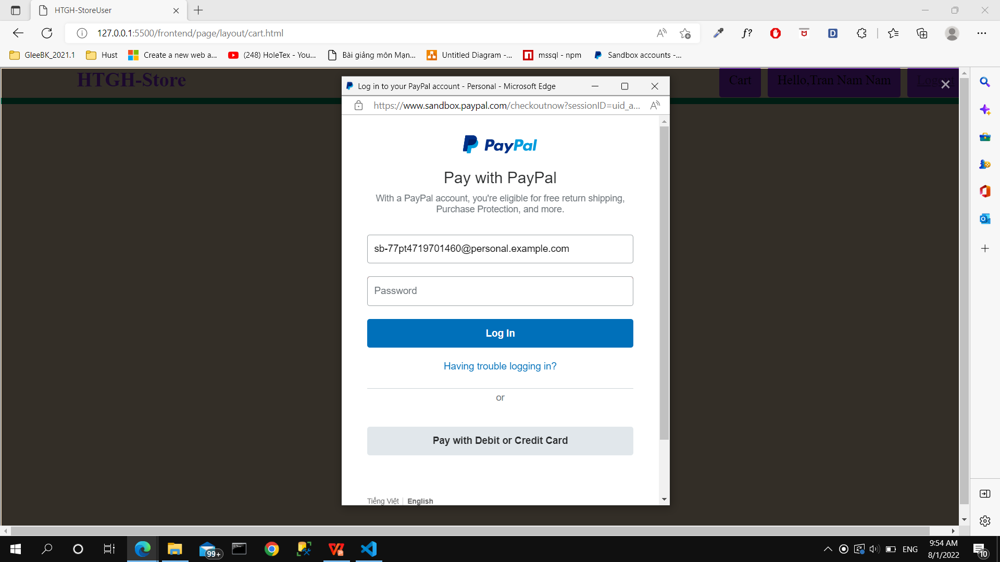 HTGH-StoreUser
127.0.0.1:5500/frontend/page/layout/cart.html
GleeBK_2021.1
Hust
Create a new web a...
(248) HoleTex - You...
Bài giảng môn Mạn...
Untitled Diagram -...
mssql - npm
Sandbox accounts -...
HTGH-Store
Cart
Hello,Tran Nam Nam
Logout
Log in to your PayPal account - Personal - Microsoft Edge
https://www.sandbox.paypal.com/checkoutnow?sessionID=uid_a...
PayPal
Pay with PayPal
With a PayPal account, you're eligible for free return shipping,
Purchase Protection, and more.
sb-77pt4719701460@personal.example.com
Password
Log In
Having trouble logging in?
or
Pay with Debit or Credit Card
Tiếng Việt
English
99+
ENG
9:54 AM
8/1/2022
10